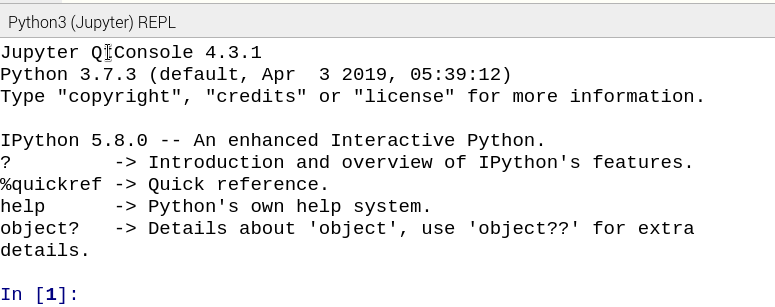 Python3 (Jupyter) REPL
Jupyter QtConsole 4.3.1
Python 3.7.3 (default, Apr  3 2019, 05:39:12)
Type "copyright", "credits" or "license" for more information.
IPython 5.8.0 -- An enhanced Interactive Python.
?         -> Introduction and overview of IPython's features.
%quickref -> Quick reference.
help      -> Python's own help system.
object?   -> Details about 'object', use 'object??' for extra
details.
In [1]: